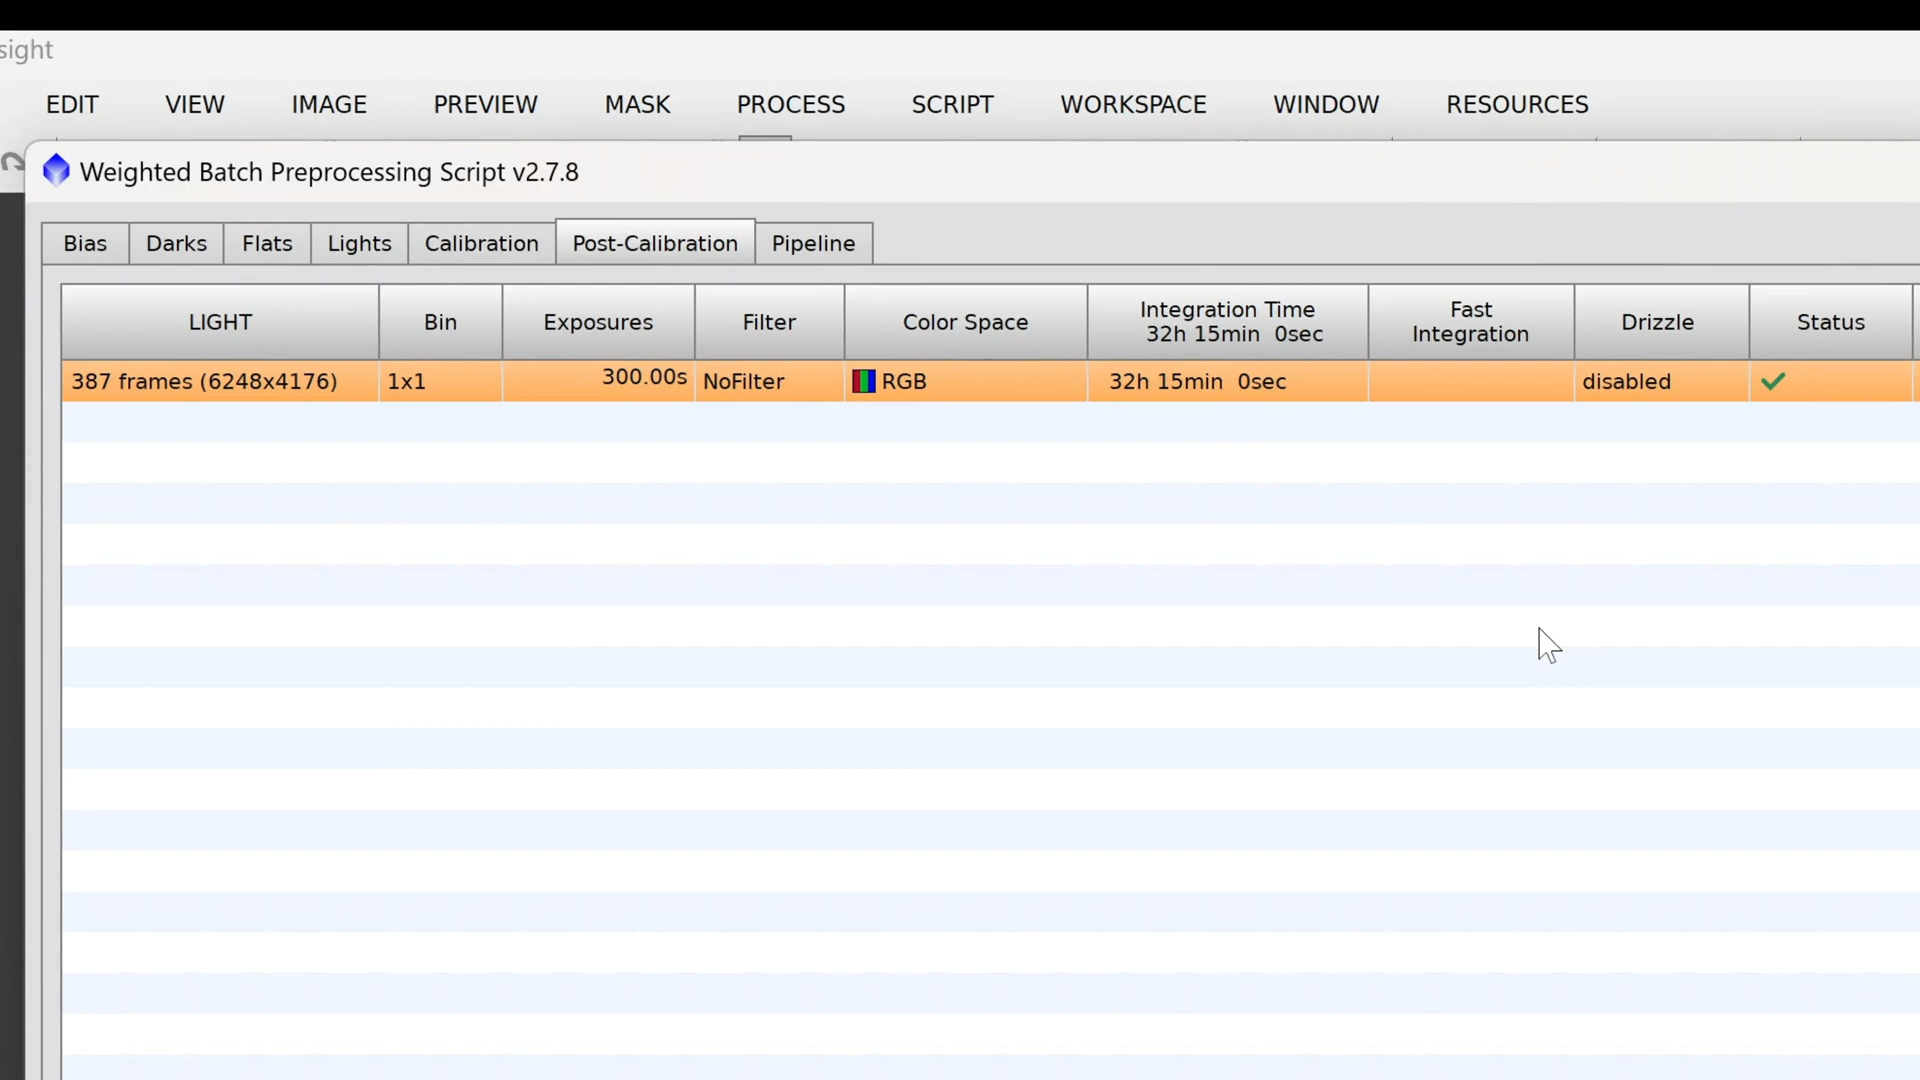 sight
EDIT VIEW IMAGE PREVIEW MASK PROCESS SCRIPT WORKSPACE WINDOW RESOURCES
Weighted Batch Preprocessing Script v2.7.8
Bias Darks Flats Lights Calibration Post-Calibration Pipeline
LIGHT Bin Exposures Filter Color Space Integration Time 32h 15min 0sec Fast Integration Drizzle Status
387 frames (6248x4176) 1x1 300.00s NoFilter RGB 32h 15min 0sec disabled